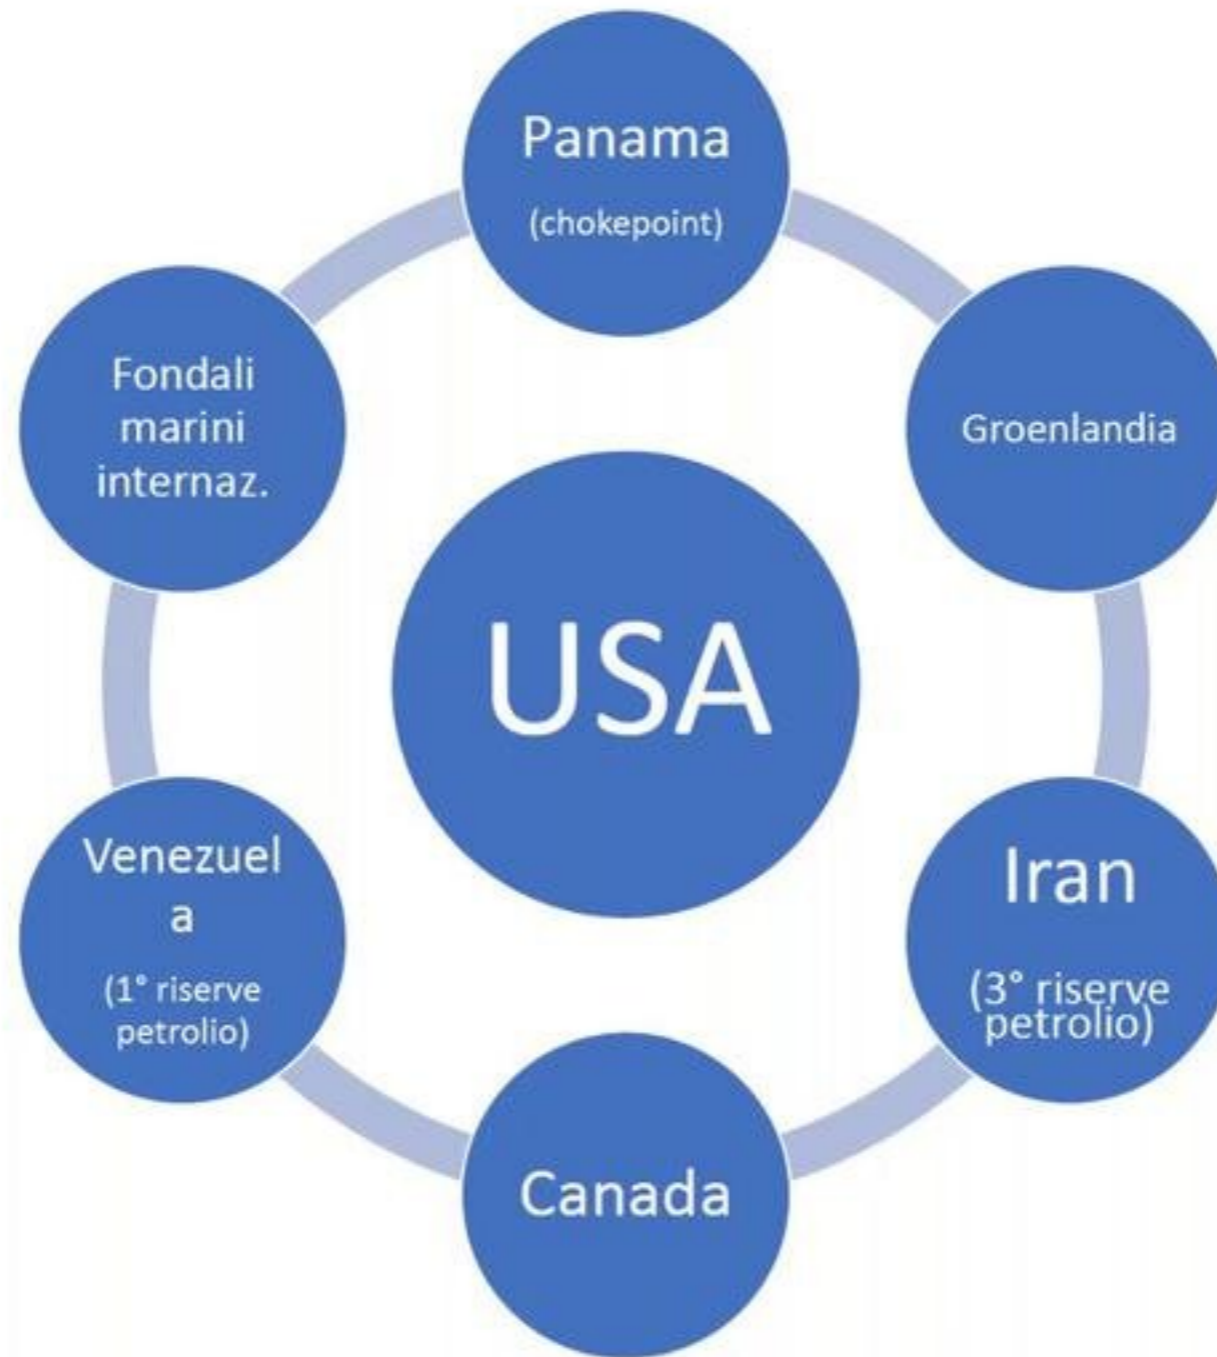 Panama
(chokepoint)
Fondali
marini
internaz.
Groenlandia
USA
Venezuel
a
(1° riserve
petrolio)
Iran
(3° riserve
petrolio)
Canada